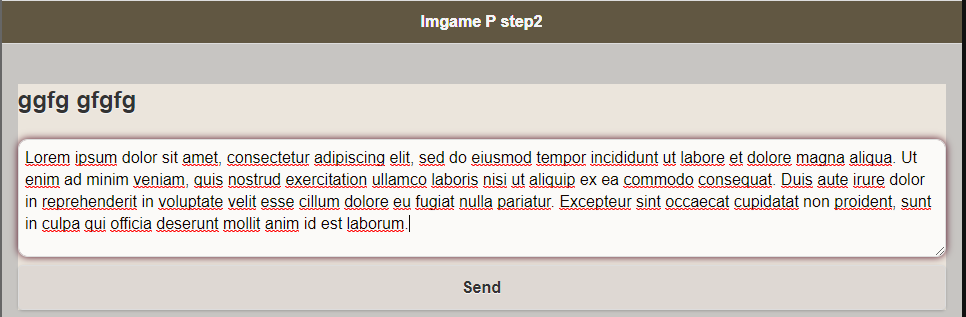 Imgame P step2
ggfg gfgfg
Lorem ipsum dolor sit amet, consectetur adipiscing elit, sed do eiusmod tempor incididunt ut labore et dolore magna aliqua. Ut
enim ad minim veniam, quis nostrud exercitation ullamco laboris nisi ut aliquip ex ea commodo consequat. Duis aute irure dolor
in reprehenderit in voluptate velit esse cillum dolore eu fugiat nulla pariatur. Excepteur sint occaecat cupidatat non proident, sunt
in culpa qui officia deserunt mollit anim id est laborum.
Send